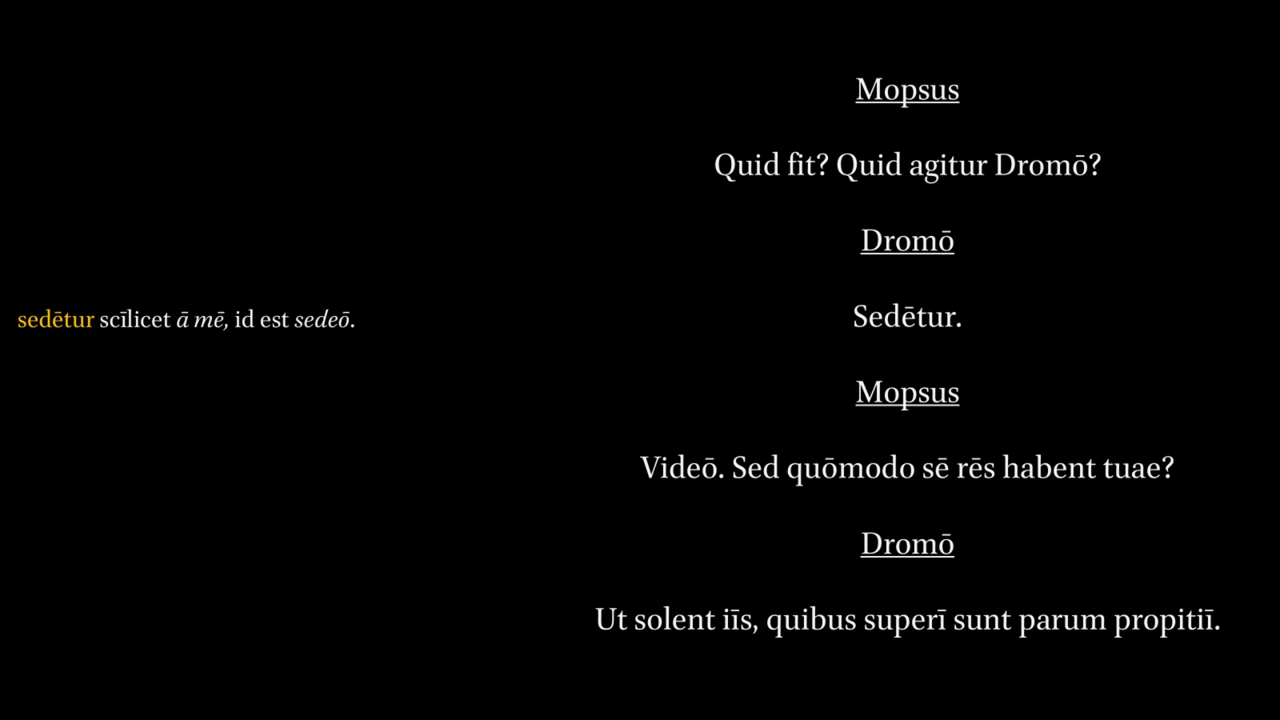 Mopsus
Quid fit? Quid agitur Dromō?
Dromō
sedētur scīlicet ā mē, id est sedeō.
Sedētur.
Mopsus
Videō. Sed quōmodo sē rēs habent tuae?
Dromō
Ut solent iīs, quibus superī sunt parum propitiī.